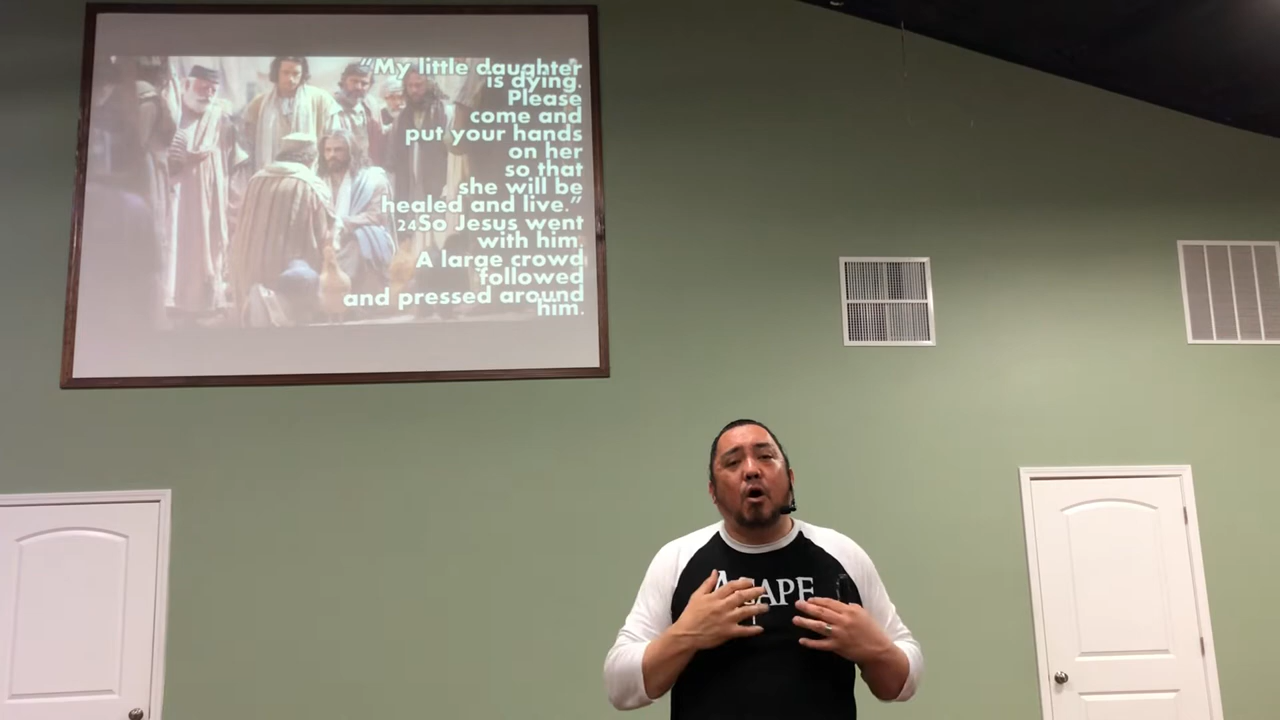 “My little daughter
is dying.
Please
come and
put your hands
on her
so that
she will be
healed and live.”
24So Jesus went
with him.
A large crowd
followed
and pressed around
him.
AGAPE